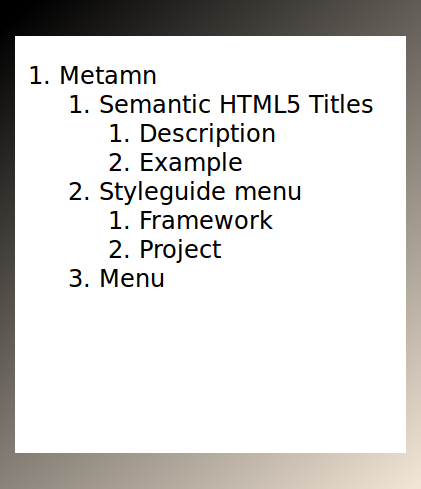 1. Metamn
1. Semantic HTML5 Titles
1. Description
2. Example
2. Styleguide menu
1. Framework
2. Project
3. Menu